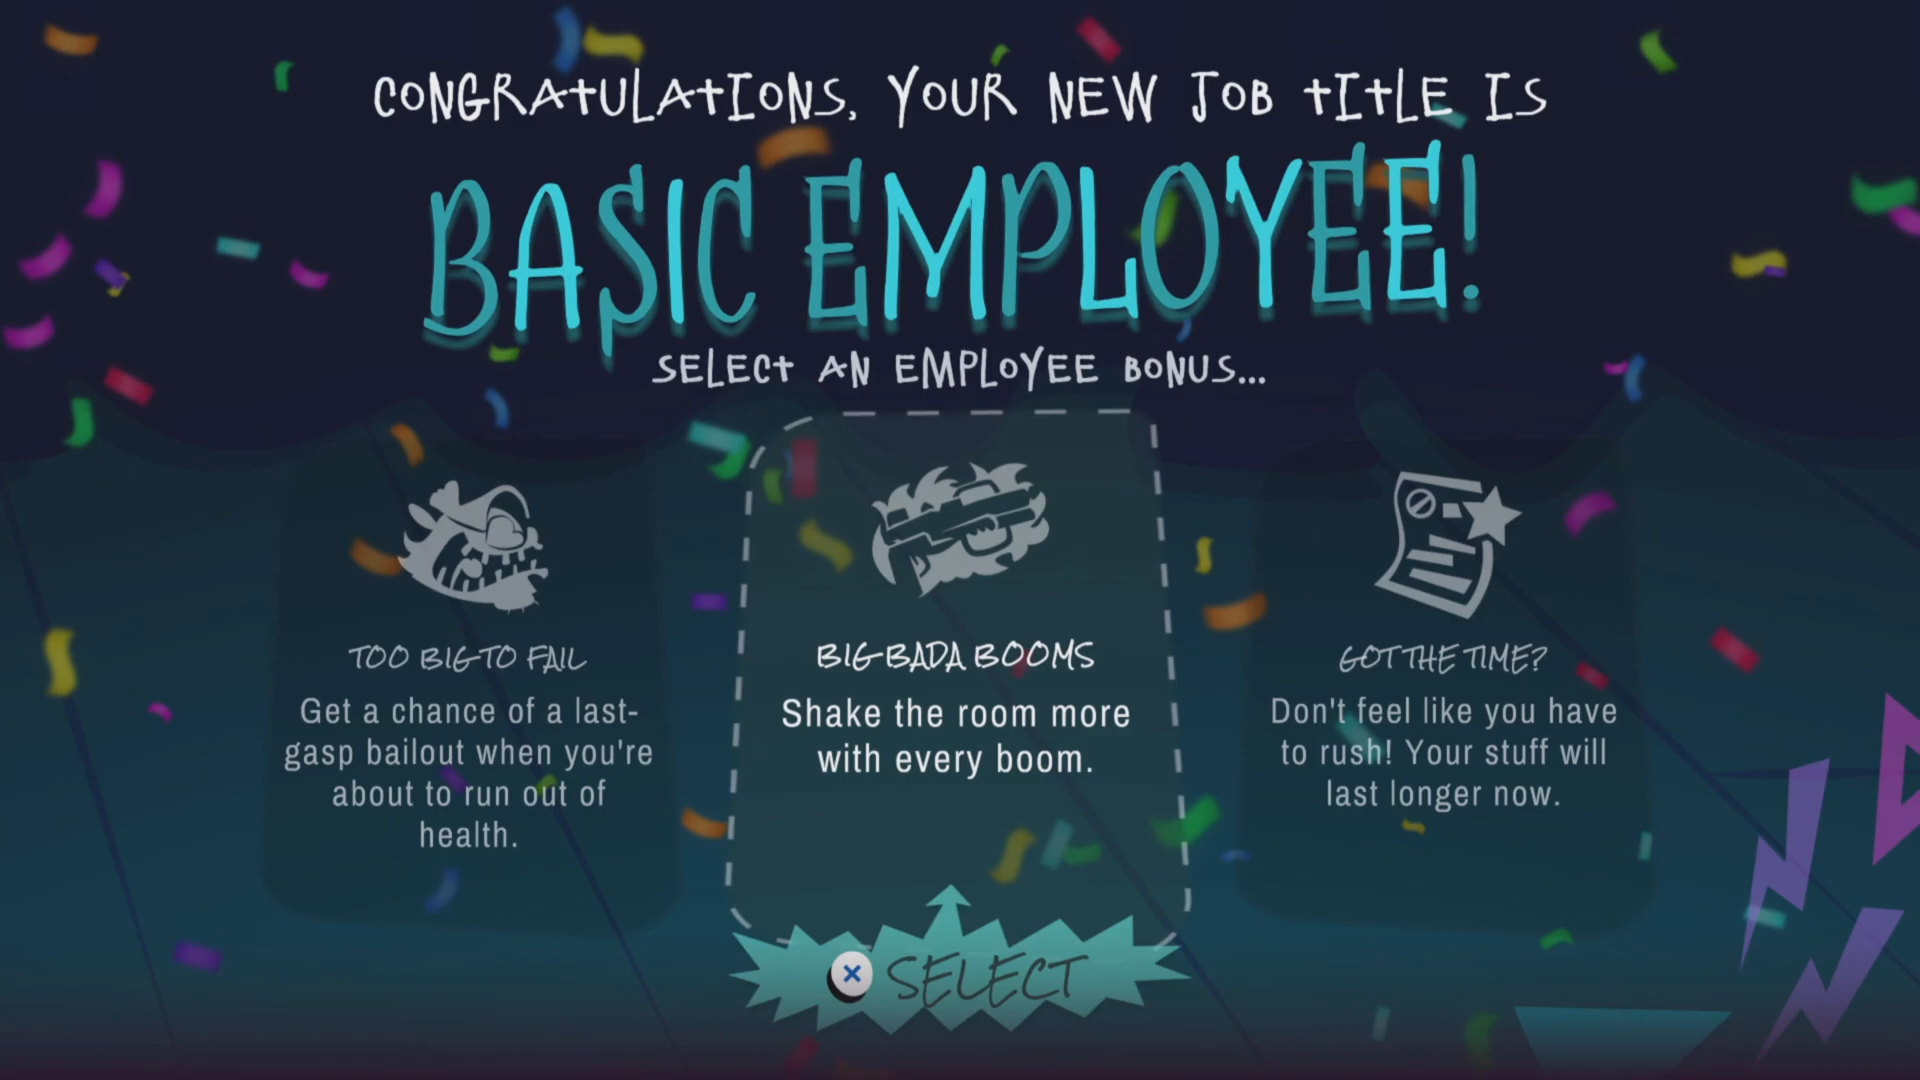 CONGRATULATIONS, YOUR NEW JOB TITLE IS
BASIC EMPLOYEE!
SELECT AN EMPLOYEE BONUS...
TOO BIG TO FAIL
Get a chance of a last-
gasp bailout when you're
about to run out of
health.
BIG BADA BOOMS
Shake the room more
with every boom.
GOT THE TIME?
Don't feel like you have
to rush! Your stuff will
last longer now.
SELECT